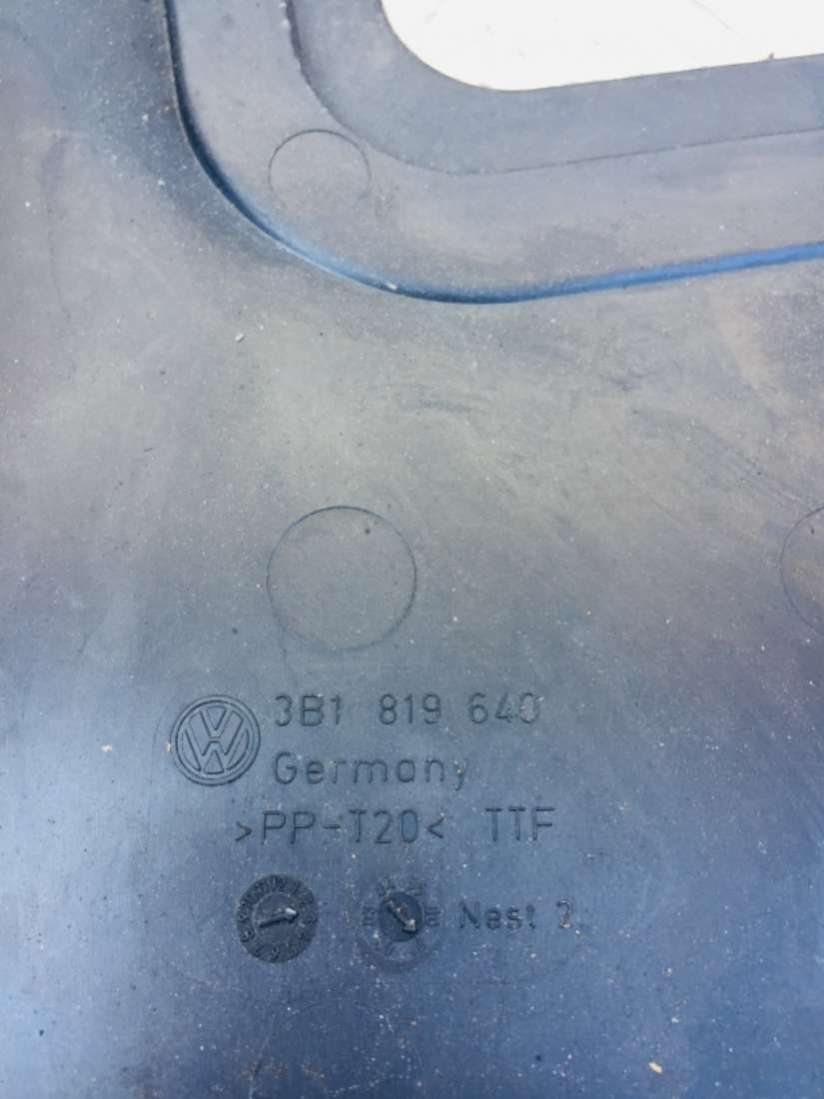 3B1 819 640
Germany
>PP-T20< TTF
Nest 2